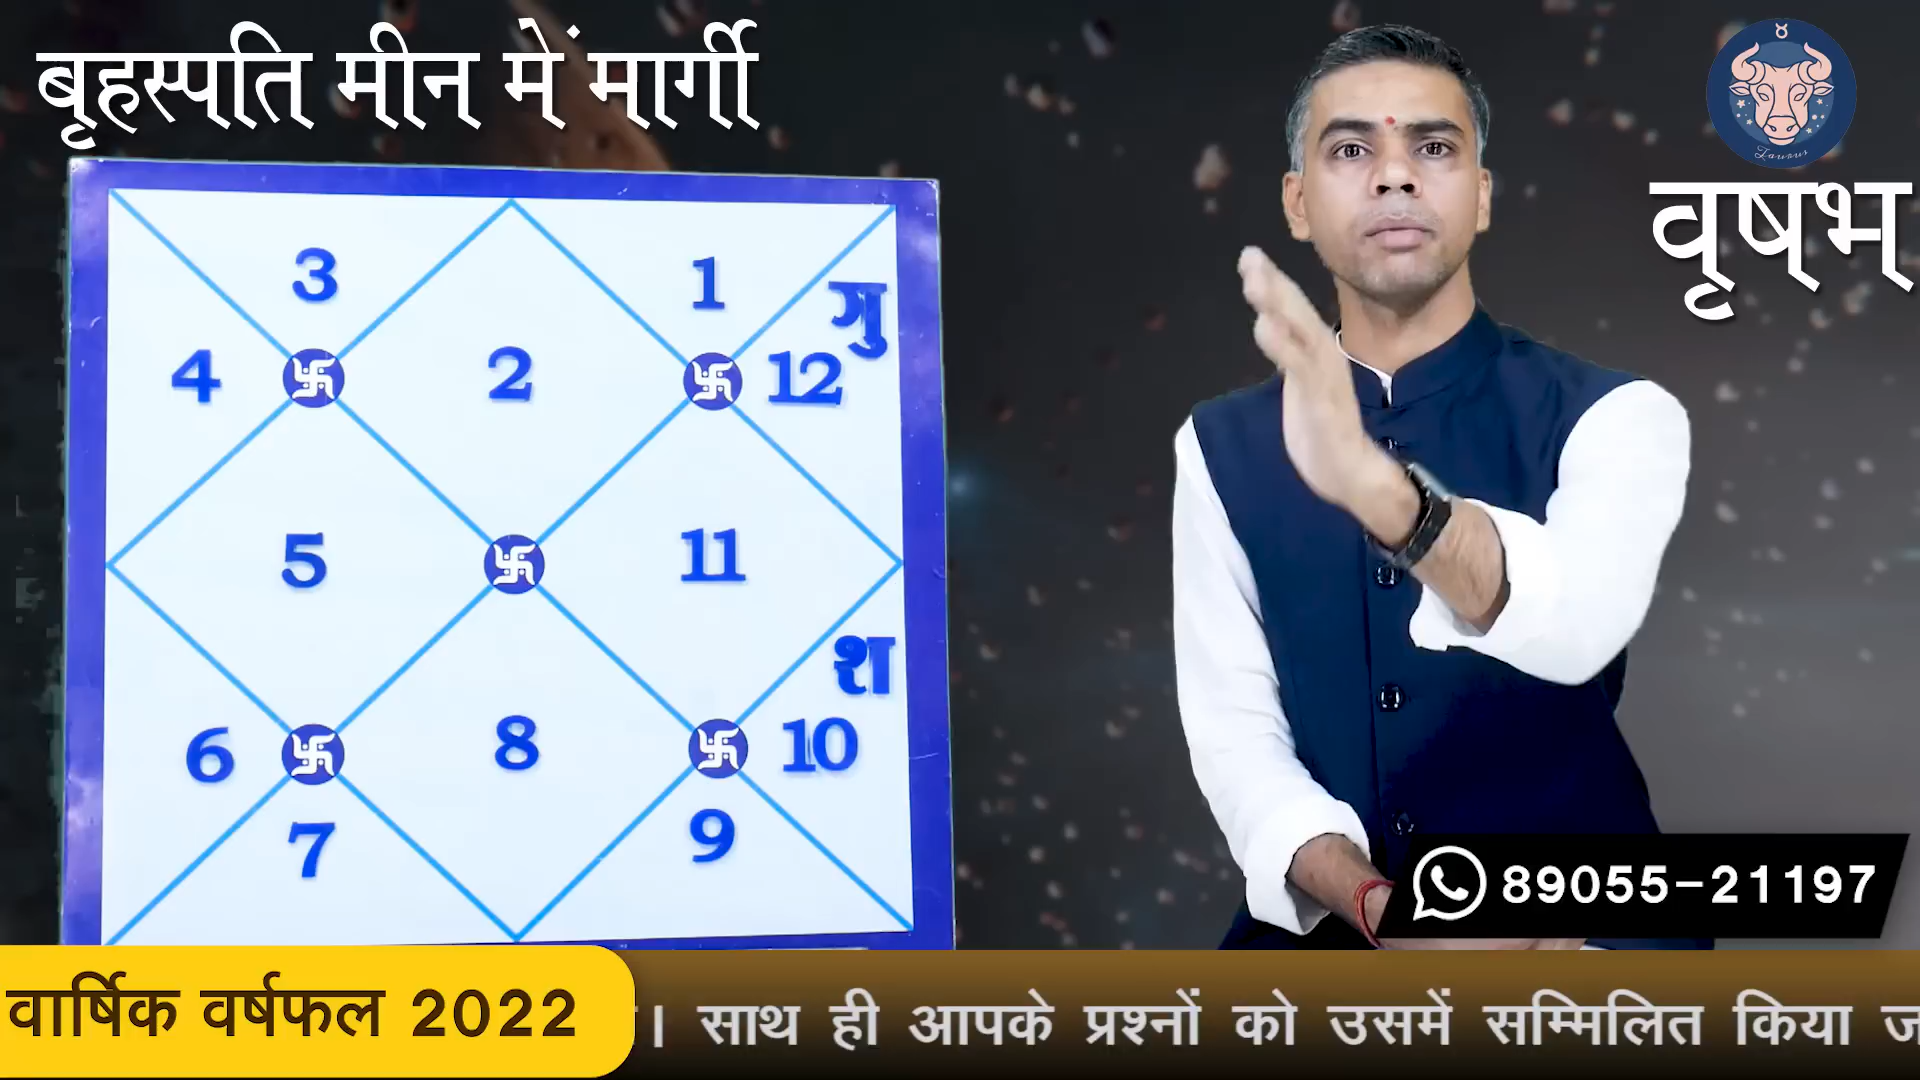 बृहस्पति मीन में मार्गी
Taurus
वृषभ
3
1
गु
4
2
12
5
11
श
6
8
10
7
9
89055-21197
वार्षिक वर्षफल 2022
। साथ ही आपके प्रश्नों को उसमें सम्मिलित किया